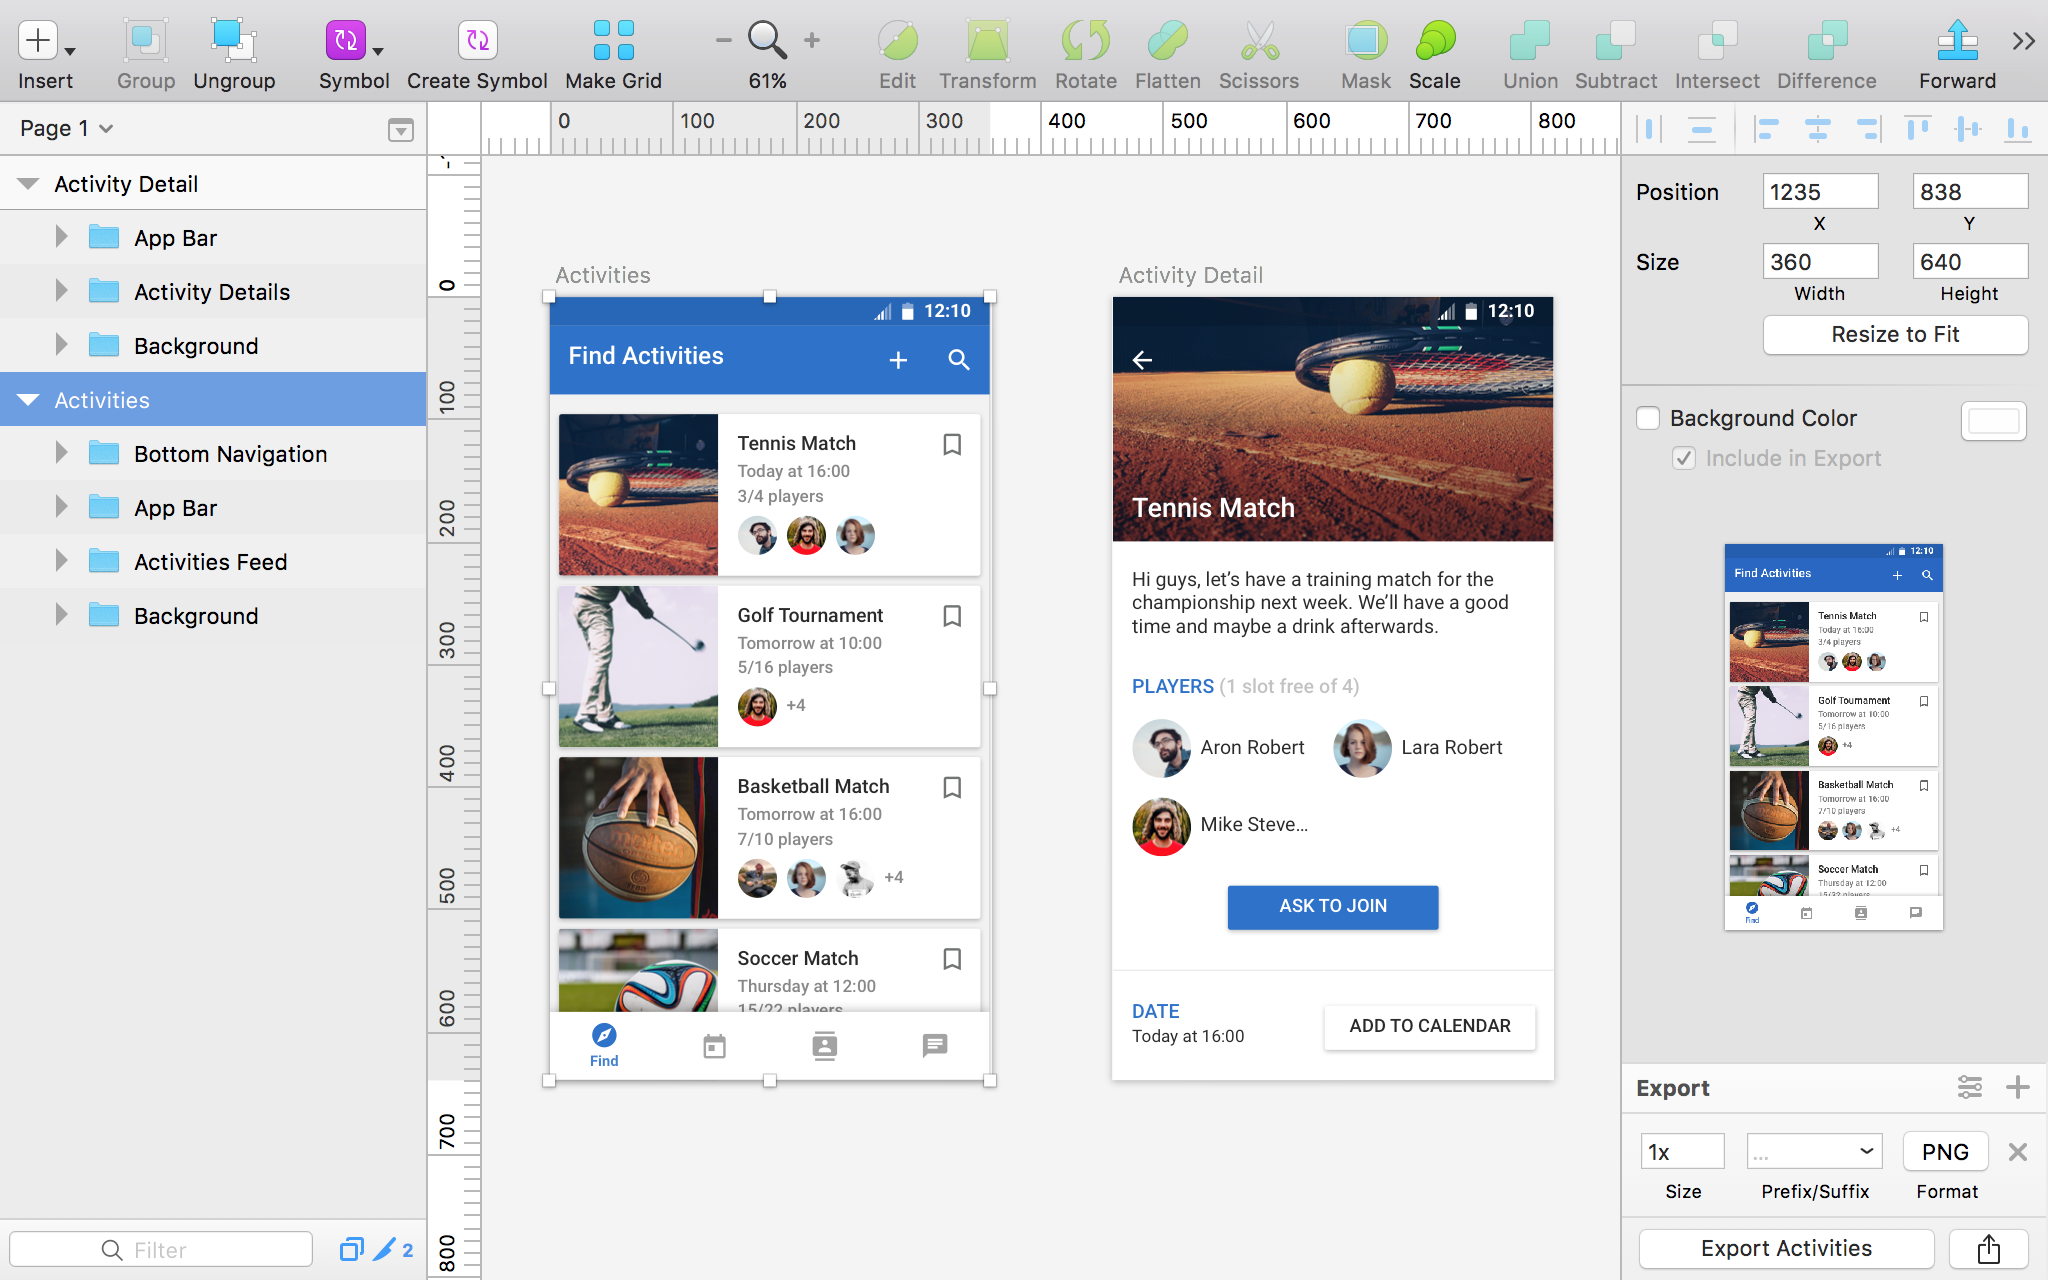 Insert
Group
Ungroup
Symbol
Create Symbol
Make Grid
61%
Edit
Transform
Rotate
Flatten
Scissors
Mask
Scale
Union
Subtract
Intersect
Difference
Forward
Page 1
Activity Detail
App Bar
Activity Details
Background
Activities
Bottom Navigation
App Bar
Activities Feed
Background
Filter
2
0 100 200 300 400 500 600 700 800
0
100
200
300
400
500
600
700
800
Activities
12:10
Find Activities
Tennis Match
Today at 16:00
3/4 players
Golf Tournament
Tomorrow at 10:00
5/16 players
+4
Basketball Match
Tomorrow at 16:00
7/10 players
+4
Soccer Match
Thursday at 12:00
15/22 players
Find
Activity Detail
12:10
Tennis Match
Hi guys, let’s have a training match for the
championship next week. We’ll have a good
time and maybe a drink afterwards.
PLAYERS (1 slot free of 4)
Aron Robert
Lara Robert
Mike Steve...
ASK TO JOIN
DATE
Today at 16:00
ADD TO CALENDAR
Position
1235
838
X
Y
Size
360
640
Width
Height
Resize to Fit
Background Color
Include in Export
12:10
Find Activities
Tennis Match
Today at 16:00
3/4 players
Golf Tournament
Tomorrow at 10:00
5/16 players
+4
Basketball Match
Tomorrow at 16:00
7/10 players
+4
Soccer Match
Thursday at 12:00
15/22 players
Find
Export
1x
...
PNG
Size
Prefix/Suffix
Format
Export Activities